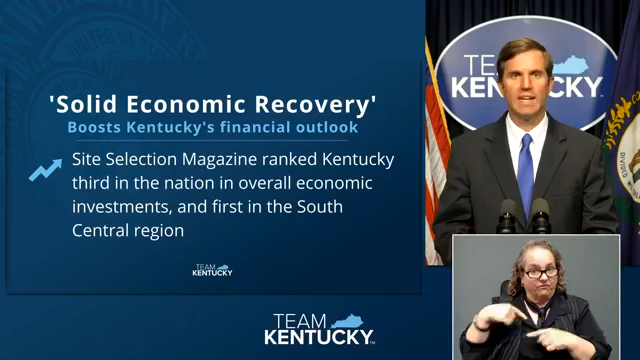 'Solid Economic Recovery'
Boosts Kentucky's financial outlook
Site Selection Magazine ranked Kentucky
third in the nation in overall economic
investments, and first in the South
Central region
TEAM
KENTUCKY
TEAM
KENTUCKY™
TEAM
KENTUCKY